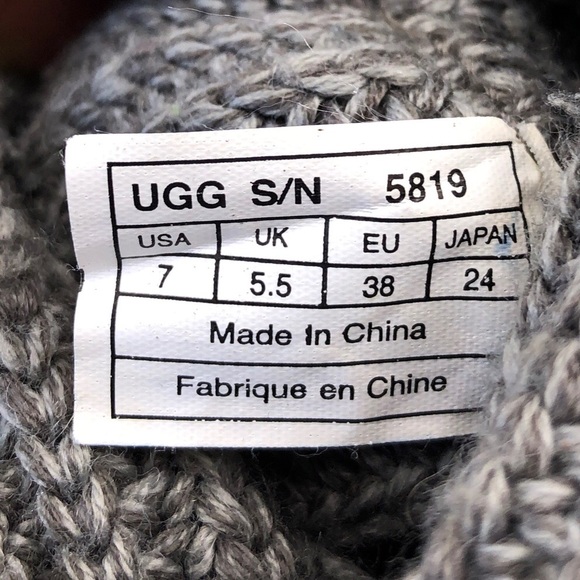 UGG S/N 5819
USA UK EU JAPAN
7 5.5 38 24
Made In China
Fabrique en Chine